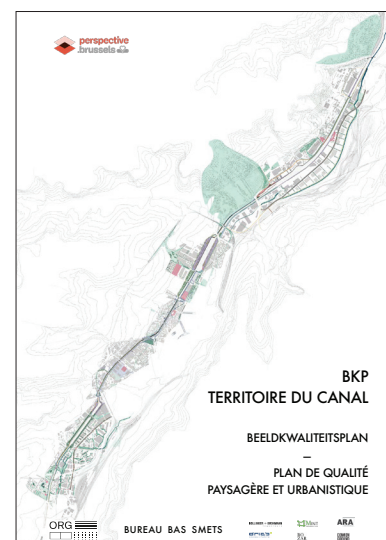 perspective
.brussels
BKP
TERRITOIRE DU CANAL
BEELDKWALITEITSPLAN
–
PLAN DE QUALITÉ
PAYSAGÈRE ET URBANISTIQUE
ORG
BUREAU BAS SMETS
ARA